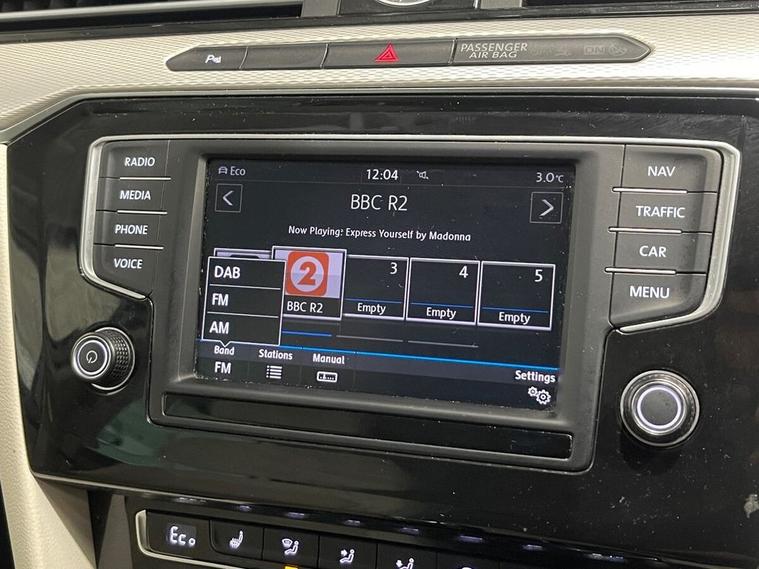 P
PASSENGER
AIR BAG
ON
RADIO
MEDIA
PHONE
VOICE
Eco
12:04
3.0°C
BBC R2
Now Playing: Express Yourself by Madonna
2
BBC R2
3
Empty
4
Empty
5
Empty
DAB
FM
AM
Band
FM
Stations
Manual
Settings
NAV
TRAFFIC
CAR
MENU
Eco